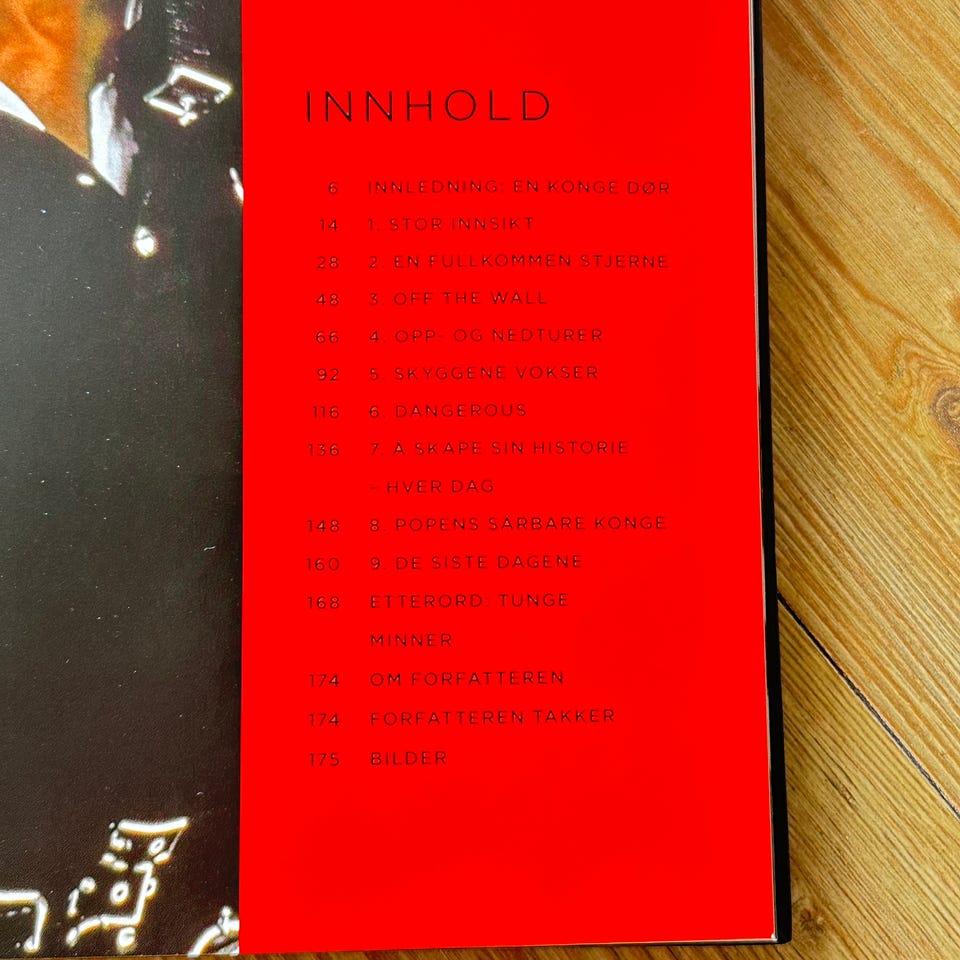 INNHOLD
6 INNLEDNING: EN KONGE DØR
14 1. STOR INNSIKT
28 2. EN FULLKOMMEN STJERNE
48 3. OFF THE WALL
66 4. OPP- OG NEDTURER
92 5. SKYGGENE VOKSER
116 6. DANGEROUS
136 7. Å SKAPE SIN HISTORIE
– HVER DAG
148 8. POPENS SÅRBARE KONGE
160 9. DE SISTE DAGENE
168 ETTERORD: TUNGE
MINNER
174 OM FORFATTEREN
174 FORFATTEREN TAKKER
175 BILDER